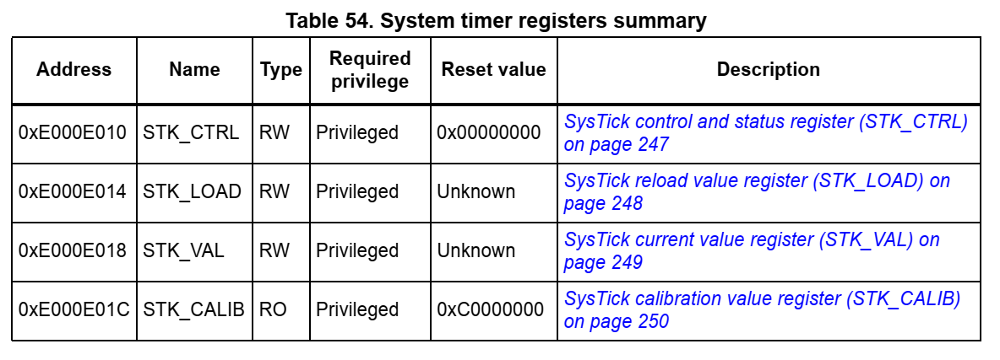 Table 54. System timer registers summary
Address Name Type Required privilege Reset value Description
0xE000E010 STK_CTRL RW Privileged 0x00000000 SysTick control and status register (STK_CTRL)
on page 247
0xE000E014 STK_LOAD RW Privileged Unknown SysTick reload value register (STK_LOAD) on
page 248
0xE000E018 STK_VAL RW Privileged Unknown SysTick current value register (STK_VAL) on
page 249
0xE000E01C STK_CALIB RO Privileged 0xC0000000 SysTick calibration value register (STK_CALIB)
on page 250